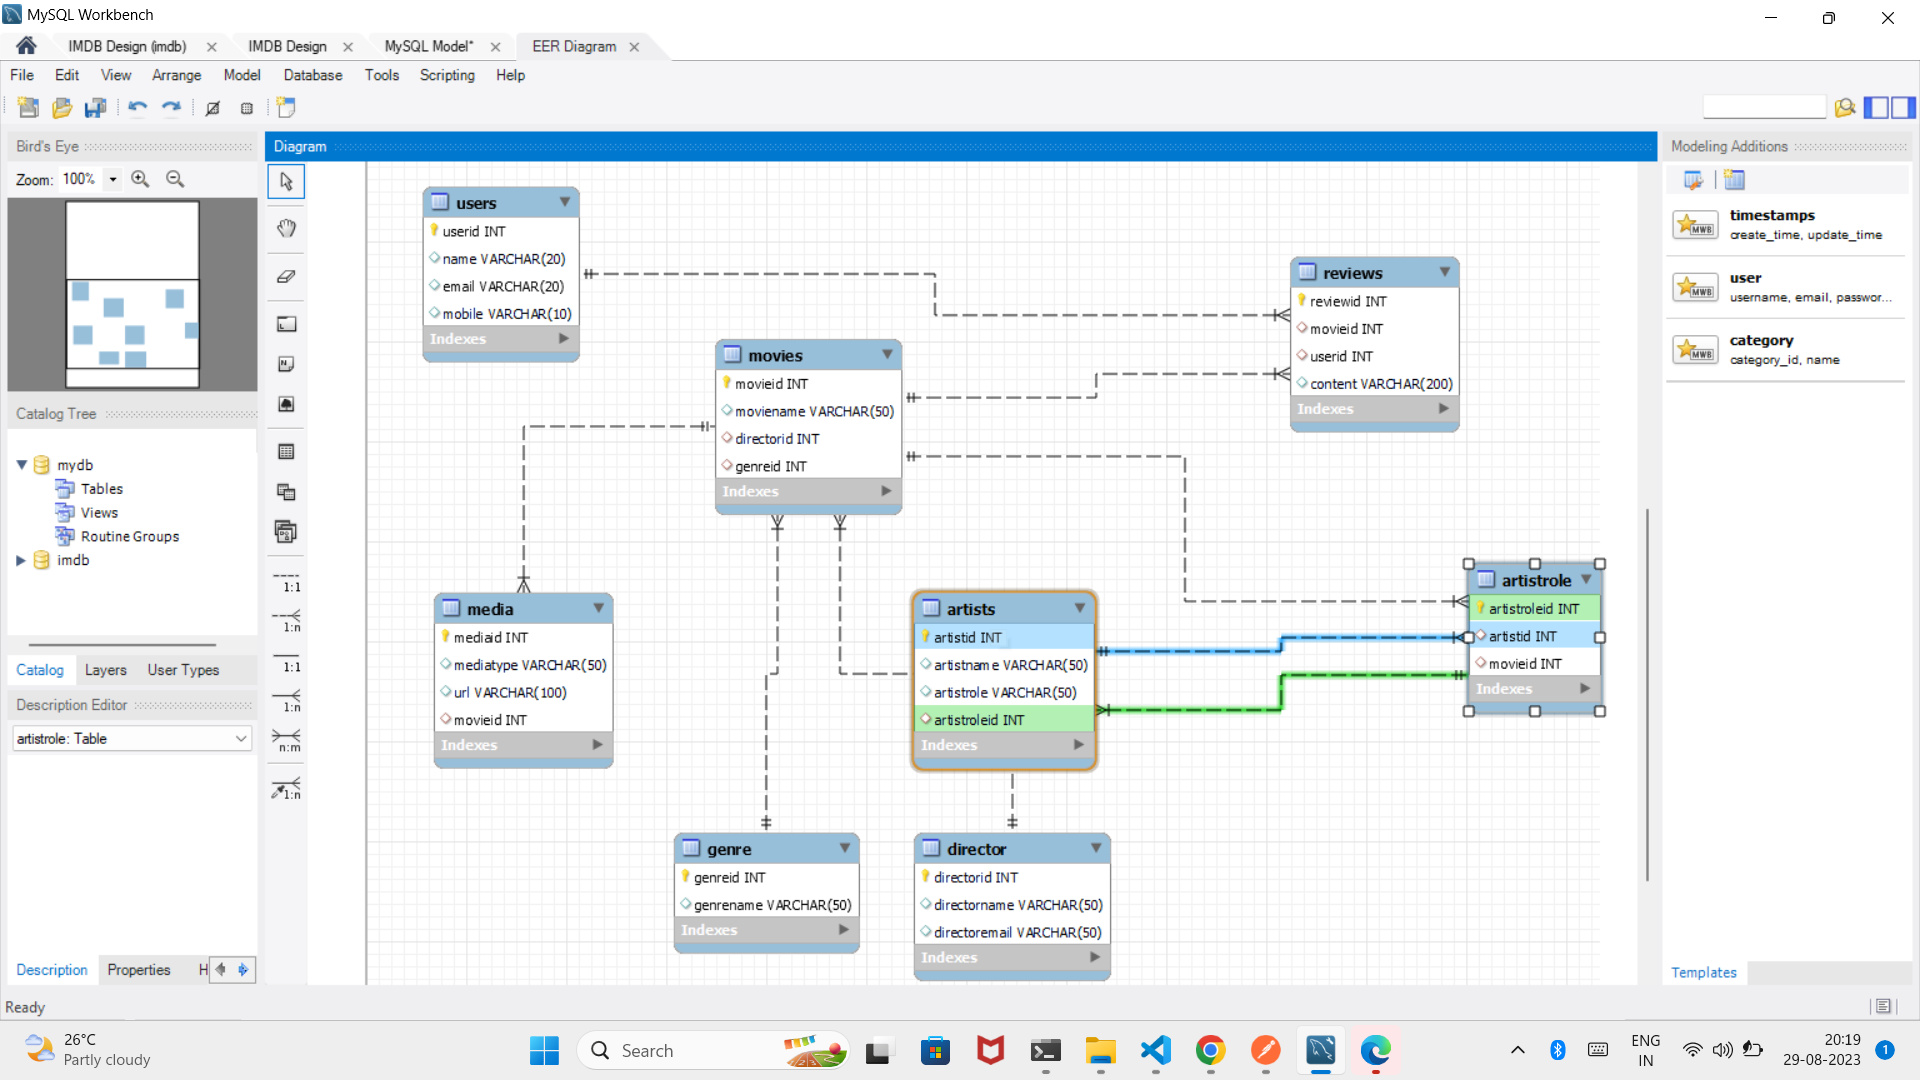 MySQL Workbench
IMDB Design (imdb)
IMDB Design
MySQL Model*
EER Diagram
File Edit View Arrange Model Database Tools Scripting Help
Bird's Eye
Zoom: 100%
Catalog Tree
mydb
Tables
Views
Routine Groups
imdb
Catalog Layers User Types
Description Editor
artistrole: Table
Description Properties H
Ready
1:1
1:n
1:1
1:n
n:m
1:n
Diagram
users
userid INT
name VARCHAR(20)
email VARCHAR(20)
mobile VARCHAR(10)
Indexes
reviews
reviewid INT
movieid INT
userid INT
content VARCHAR(200)
Indexes
movies
movieid INT
moviename VARCHAR(50)
directorid INT
genreid INT
Indexes
media
mediaid INT
mediatype VARCHAR(50)
url VARCHAR(100)
movieid INT
Indexes
artists
artistid INT
artistname VARCHAR(50)
artistrole VARCHAR(50)
artistroleid INT
Indexes
artistrole
artistroleid INT
artistid INT
movieid INT
Indexes
genre
genreid INT
genrename VARCHAR(50)
Indexes
director
directorid INT
directorname VARCHAR(50)
directoremail VARCHAR(50)
Indexes
Modeling Additions
MWB
timestamps
create_time, update_time
MWB
user
username, email, passwor...
MWB
category
category_id, name
Templates
26°C
Partly cloudy
Search
ENG
IN
20:19
29-08-2023
1